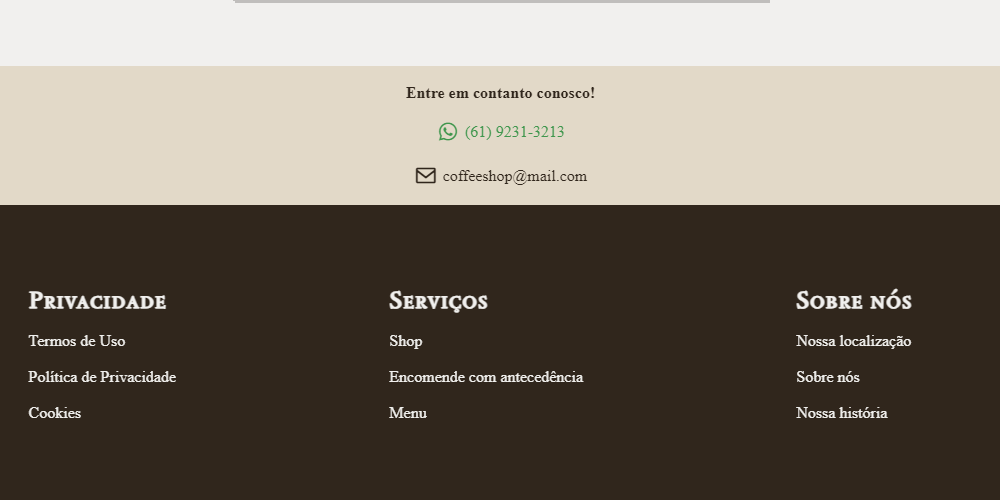 Entre em contanto conosco!
(61) 9231-3213
coffeeshop@mail.com
Privacidade
Termos de Uso
Política de Privacidade
Cookies
Serviços
Shop
Encomende com antecedência
Menu
Sobre nós
Nossa localização
Sobre nós
Nossa história